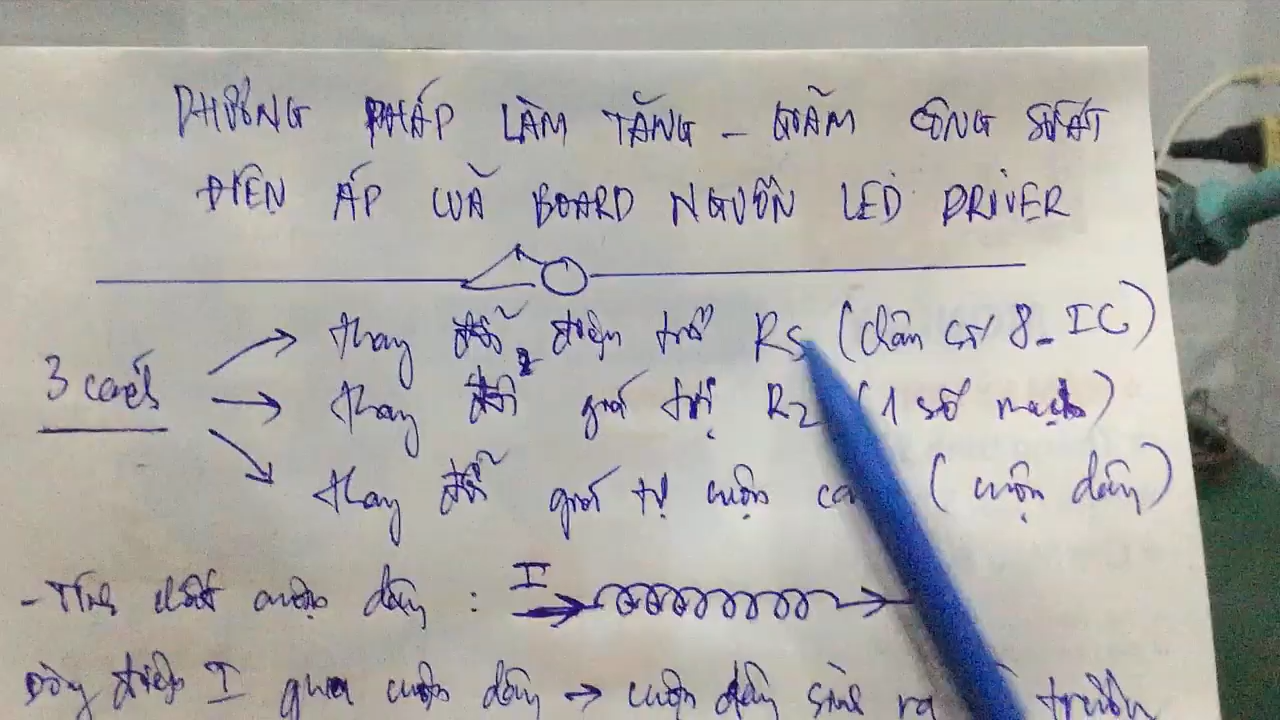 PHƯƠNG PHÁP LÀM TĂNG - GIẢM CÔNG SUẤT
ĐIỆN ÁP CỦA BOARD NGUỒN LED DRIVER
3 cách
thay đổi điện trở RS (chân số 8_IC)
thay đổi giá trị R2 (1 số mạch)
thay đổi giá trị cuộn (cuộn dây)
- Tính chất cuộn dây : I
Dòng điện I qua cuộn dây → cuộn dây sinh ra trường